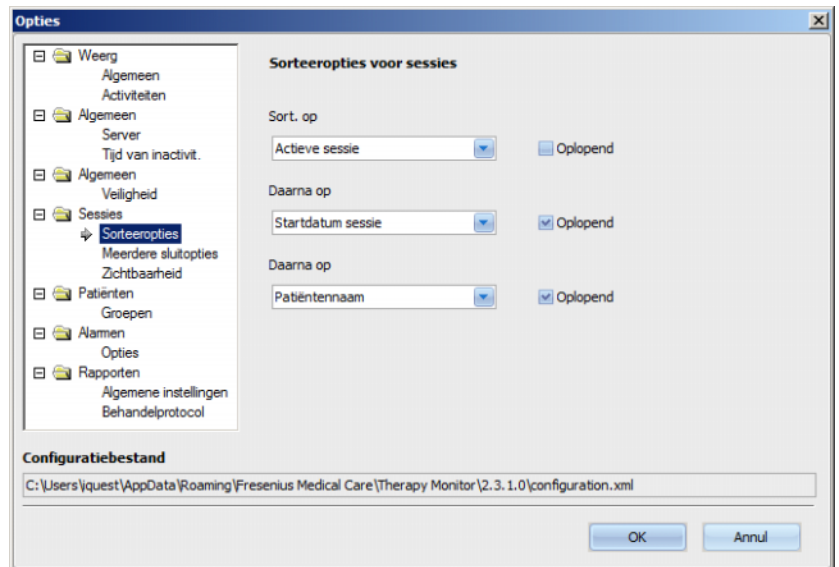 Opties
Weerg
Algemeen
Activiteiten
Algemeen
Server
Tijd van inactivit.
Algemeen
Veiligheid
Sessies
Sorteeropties
Meerdere sluitopties
Zichtbaarheid
Patiënten
Groepen
Alarmen
Opties
Rapporten
Algemene instellingen
Behandelprotocol
Sorteeropties voor sessies
Sort. op
Actieve sessie
Oplopend
Daarna op
Startdatum sessie
Oplopend
Daarna op
Patiëntennaam
Oplopend
Configuratiebestand
C:\Users\iquest\AppData\Roaming\Fresenius Medical Care\Therapy Monitor\2.3.1.0\configuration.xml
OK
Annul